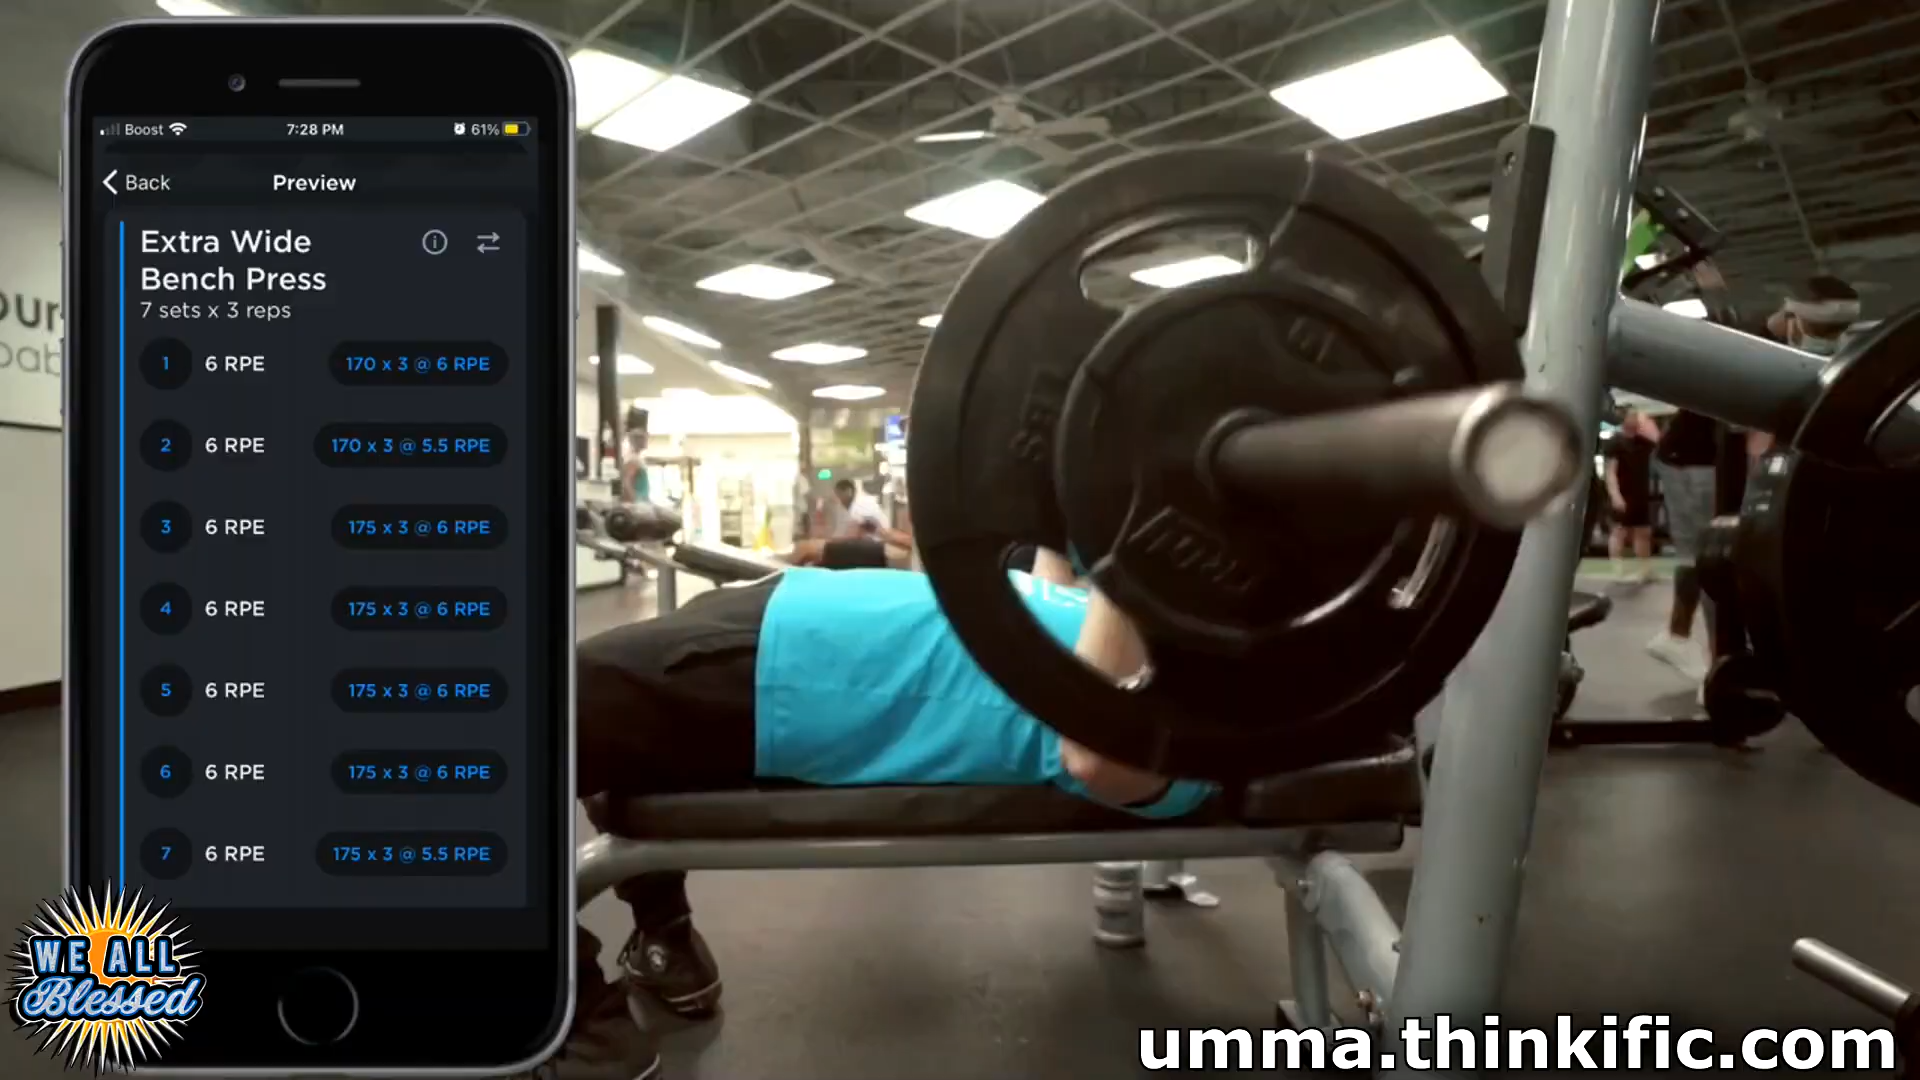 Boost
7:28 PM
61%
Back
Preview
Extra Wide
Bench Press
7 sets x 3 reps
1 6 RPE 170 x 3 @ 6 RPE
2 6 RPE 170 x 3 @ 5.5 RPE
3 6 RPE 175 x 3 @ 6 RPE
4 6 RPE 175 x 3 @ 6 RPE
5 6 RPE 175 x 3 @ 6 RPE
6 6 RPE 175 x 3 @ 6 RPE
7 6 RPE 175 x 3 @ 5.5 RPE
WE ALL
Blessed
umma.thinkific.com